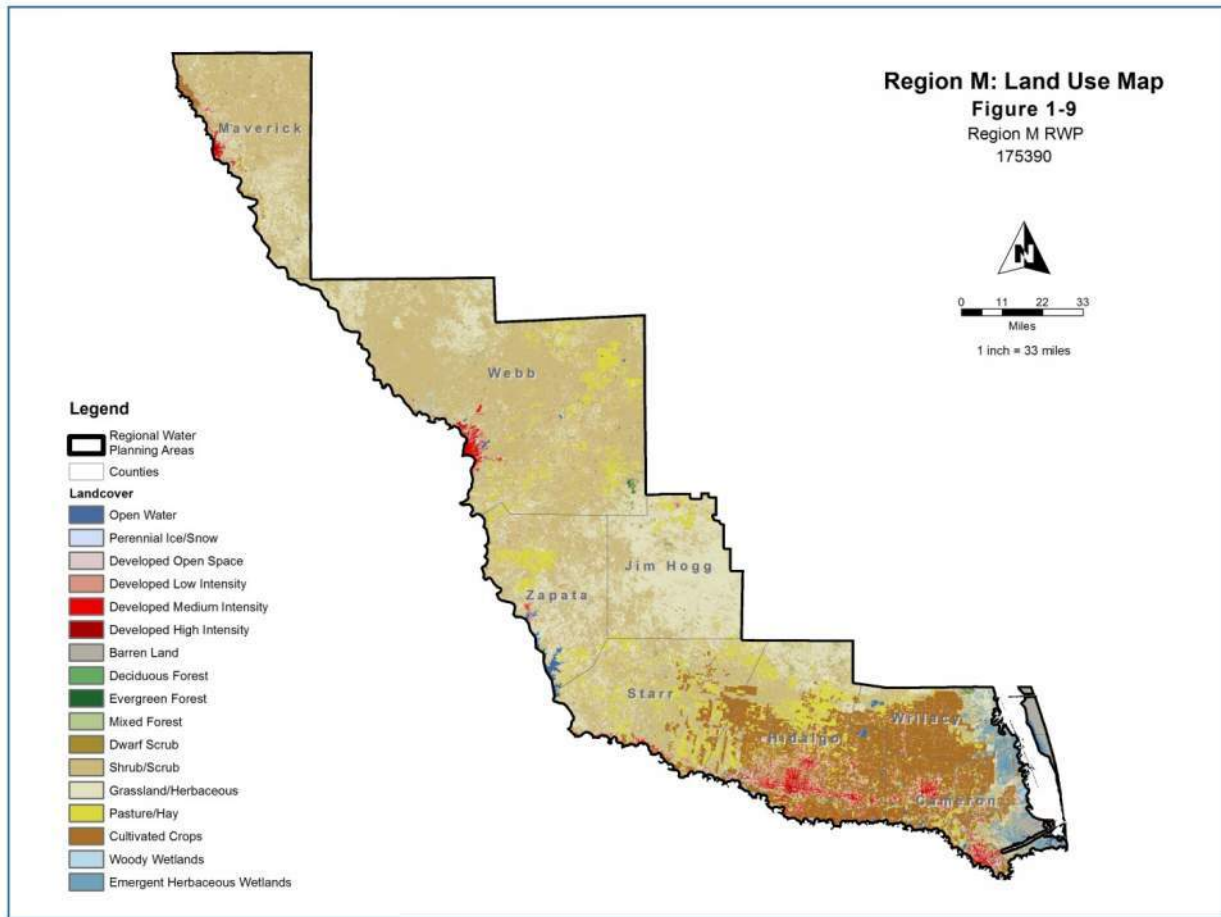 Region M: Land Use Map
Figure 1-9
Region M RWP
175390
N
0 11 22 33
Miles
1 inch = 33 miles
Maverick
Webb
Jim Hogg
Zapata
Starr
Hidalgo
Willacy
Cameron
Legend
Regional Water
Planning Areas
Counties
Landcover
Open Water
Perennial Ice/Snow
Developed Open Space
Developed Low Intensity
Developed Medium Intensity
Developed High Intensity
Barren Land
Deciduous Forest
Evergreen Forest
Mixed Forest
Dwarf Scrub
Shrub/Scrub
Grassland/Herbaceous
Pasture/Hay
Cultivated Crops
Woody Wetlands
Emergent Herbaceous Wetlands